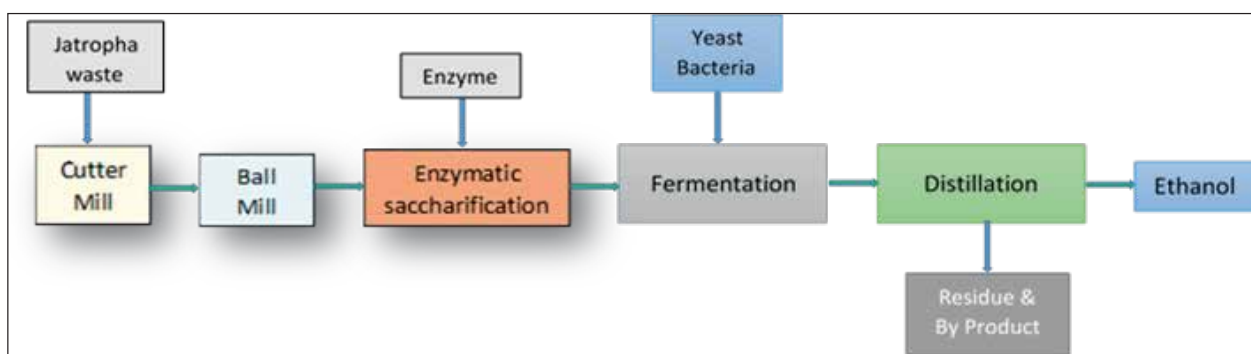 Jatropha
waste
Enzyme
Yeast
Bacteria
Cutter
Mill
Ball
Mill
Enzymatic
saccharification
Fermentation
Distillation
Ethanol
Residue &
By Product